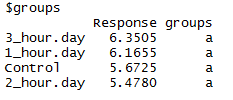 $groups
Response groups
3_hour.day 6.3505 a
1_hour.day 6.1655 a
Control 5.6725 a
2_hour.day 5.4780 a